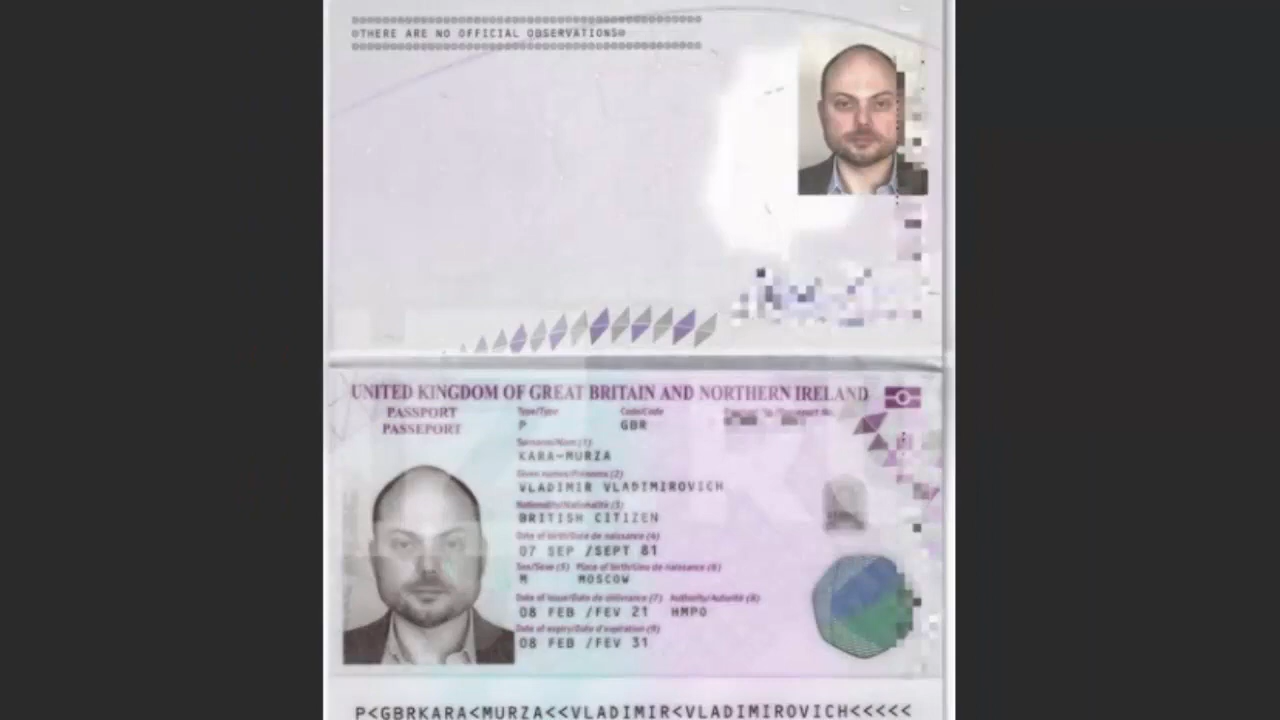 THERE ARE NO OFFICIAL OBSERVATIONS
UNITED KINGDOM OF GREAT BRITAIN AND NORTHERN IRELAND
PASSPORT Type/Type Code/Code
PASSEPORT P GBR
Surname/Nom (1)
KARA-MURZA
Given names/Prénoms (2)
VLADIMIR VLADIMIROVICH
Nationality/Nationalité (3)
BRITISH CITIZEN
Date of birth/Date de naissance (4)
07 SEP /SEPT 81
Sex/Sexe (5) Place of birth/Lieu de naissance (6)
M MOSCOW
Date of issue/Date de délivrance (7) Authority/Autorité (8)
08 FEB /FEV 21 HMPO
Date of expiry/Date d'expiration (9)
08 FEB /FEV 31
P<GBRKARA<MURZA<<VLADIMIR<VLADIMIROVICH<<<<<